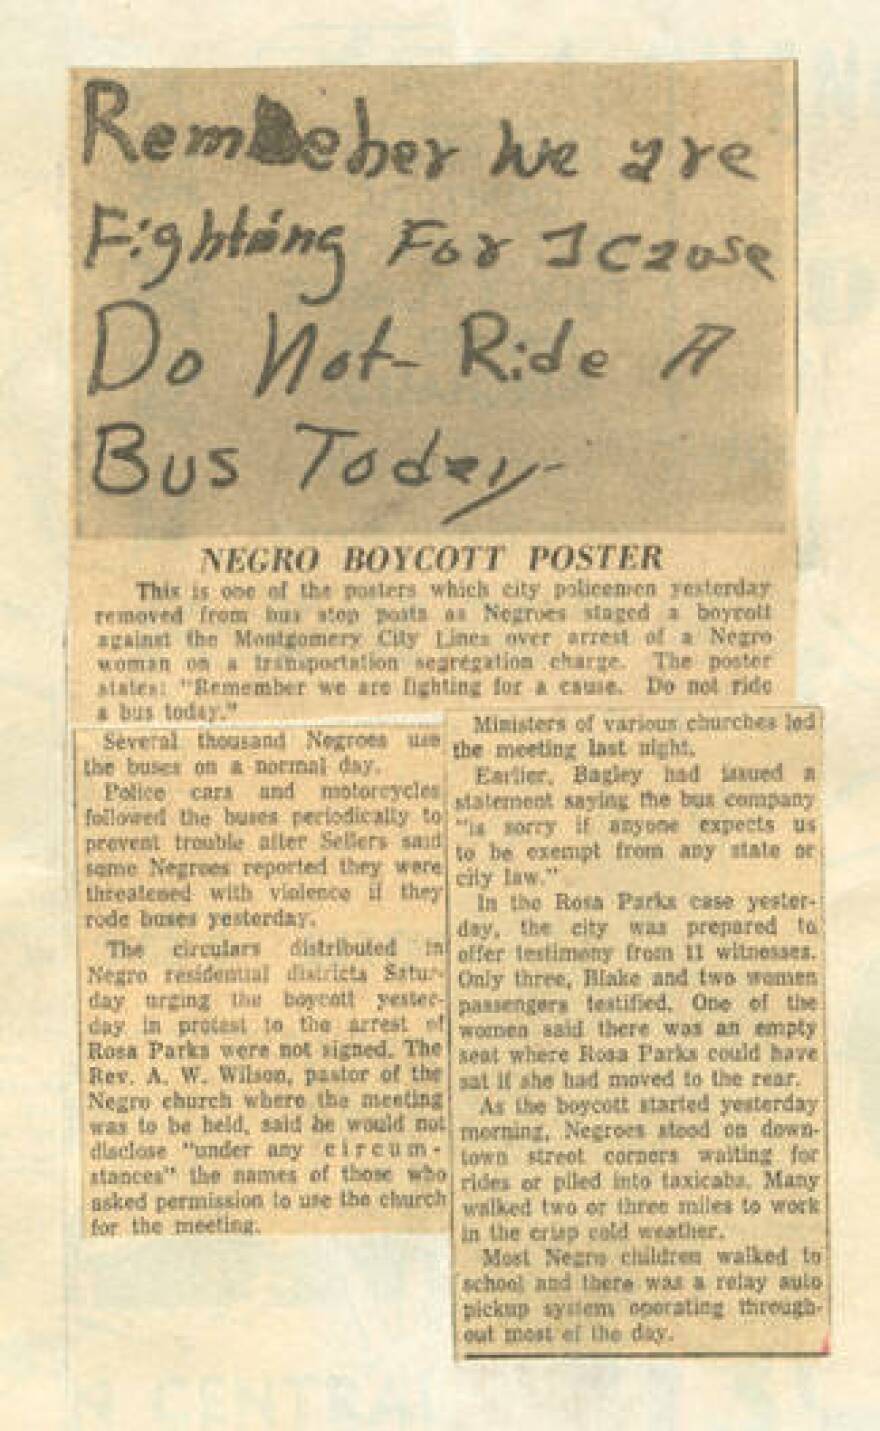 Remeber we are
Fighting For I Cause
Do Not Ride A
Bus Today
NEGRO BOYCOTT POSTER
This is one of the posters which city policemen yesterday
removed from bus stop posts as Negroes staged a boycott
against the Montgomery City Lines over arrest of a Negro
woman on a transportation segregation charge. The poster
states: "Remember we are fighting for a cause. Do not ride
a bus today."
Several thousand Negroes use
the buses on a normal day.
Police cars and motorcycles
followed the buses periodically to
prevent trouble after Sellers said
some Negroes reported they were
threatened with violence if they
rode buses yesterday.
The circulars distributed in
Negro residential districts Satur-
day urging the boycott yester-
day in protest to the arrest of
Rosa Parks were not signed. The
Rev. A. W. Wilson, pastor of the
Negro church where the meeting
was to be held, said he would not
disclose "under any circum-
stances" the names of those who
asked permission to use the church
for the meeting.
Ministers of various churches led
the meeting last night.
Earlier, Bagley had issued a
statement saying the bus company
"is sorry if anyone expects us
to be exempt from any state or
city law."
In the Rosa Parks case yester-
day, the city was prepared to
offer testimony from 11 witnesses.
Only three, Blake and two women
passengers testified. One of the
women said there was an empty
seat where Rosa Parks could have
sat if she had moved to the rear.
As the boycott started yesterday
morning, Negroes stood on down-
town street corners waiting for
rides or piled into taxicabs. Many
walked two or three miles to work
in the crisp cold weather.
Most Negro children walked to
school and there was a relay auto
pickup system operating through-
out most of the day.